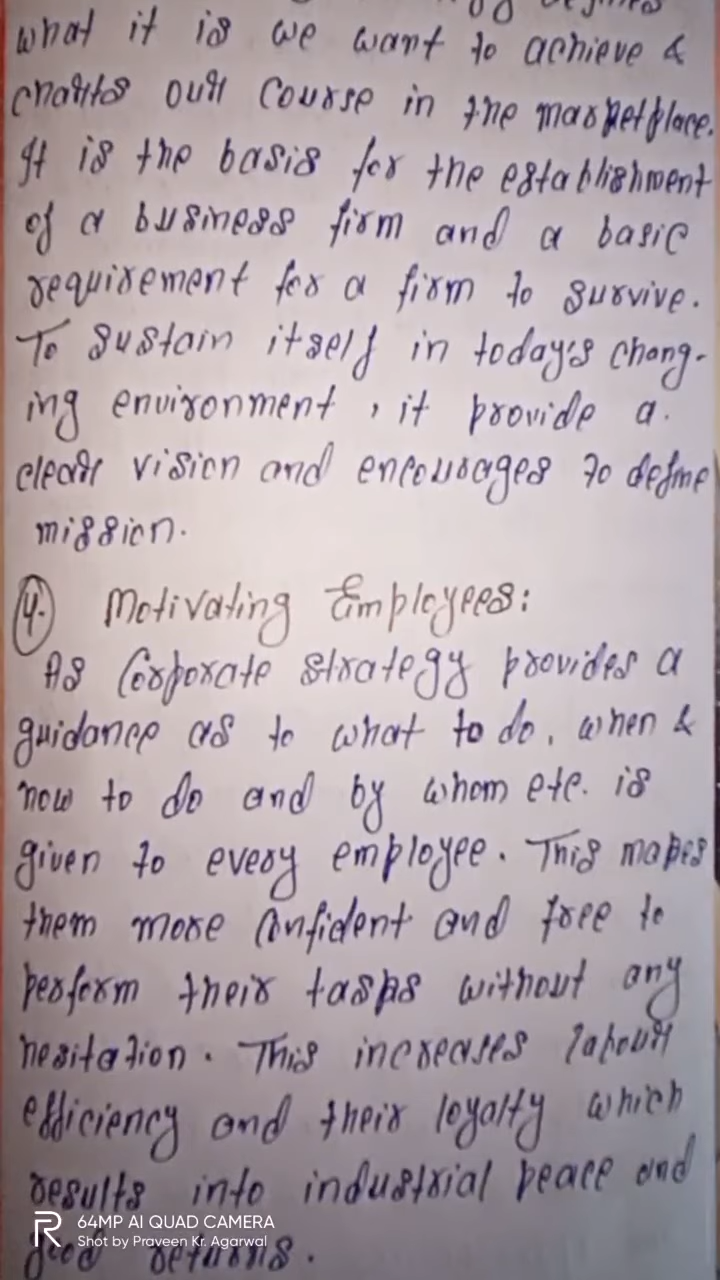 what it is we want to achieve &
charts our course in the marketplace.
It is the basis for the establishment
of a business firm and a basic
requirement for a firm to survive.
To sustain itself in today's chang-
ing environment, it provide a
clear vision and encourages to define
mission.
4. Motivating Employees:
As Corporate strategy provides a
guidance as to what to do, when &
how to do and by whom etc. is
given to every employee. This makes
them more confident and free to
perform their tasks without any
hesitation. This increases labour
efficiency and their loyalty which
results into industrial peace and
good returns.
64MP AI QUAD CAMERA
Shot by Praveen Kr. Agarwal